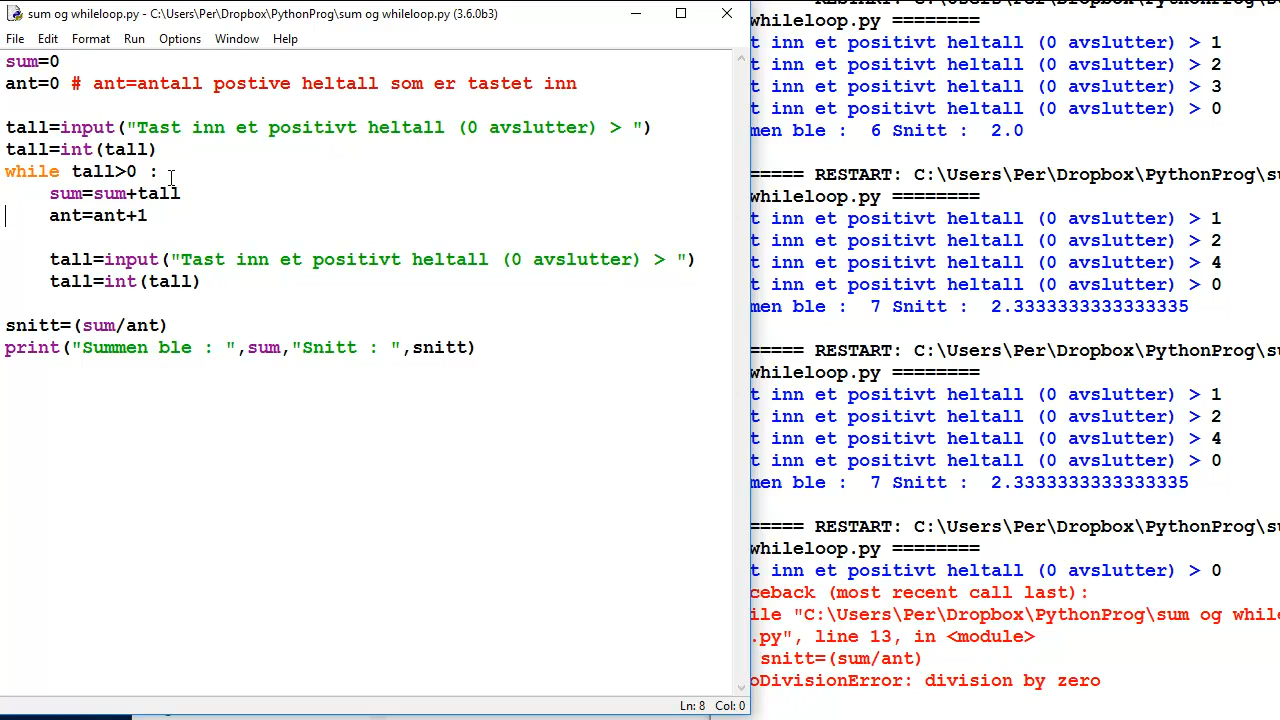 sum og whileloop.py - C:\Users\Per\Dropbox\PythonProg\sum og whileloop.py (3.6.0b3)
File Edit Format Run Options Window Help
sum=0
ant=0 # ant=antall postive heltall som er tastet inn
tall=input("Tast inn et positivt heltall (0 avslutter) > ")
tall=int(tall)
while tall>0 :
sum=sum+tall
ant=ant+1
tall=input("Tast inn et positivt heltall (0 avslutter) > ")
tall=int(tall)
snitt=(sum/ant)
print("Summen ble : ",sum,"Snitt : ",snitt)
Ln: 8 Col: 0
whileloop.py ========
t inn et positivt heltall (0 avslutter) > 1
t inn et positivt heltall (0 avslutter) > 2
t inn et positivt heltall (0 avslutter) > 3
t inn et positivt heltall (0 avslutter) > 0
men ble :  6 Snitt :  2.0
===== RESTART: C:\Users\Per\Dropbox\PythonProg\su
whileloop.py ========
t inn et positivt heltall (0 avslutter) > 1
t inn et positivt heltall (0 avslutter) > 2
t inn et positivt heltall (0 avslutter) > 4
t inn et positivt heltall (0 avslutter) > 0
men ble :  7 Snitt :  2.3333333333333335
===== RESTART: C:\Users\Per\Dropbox\PythonProg\su
whileloop.py ========
t inn et positivt heltall (0 avslutter) > 1
t inn et positivt heltall (0 avslutter) > 2
t inn et positivt heltall (0 avslutter) > 4
t inn et positivt heltall (0 avslutter) > 0
men ble :  7 Snitt :  2.3333333333333335
===== RESTART: C:\Users\Per\Dropbox\PythonProg\su
whileloop.py ========
t inn et positivt heltall (0 avslutter) > 0
ceback (most recent call last):
ile "C:\Users\Per\Dropbox\PythonProg\sum og while
.py", line 13, in <module>
snitt=(sum/ant)
oDivisionError: division by zero